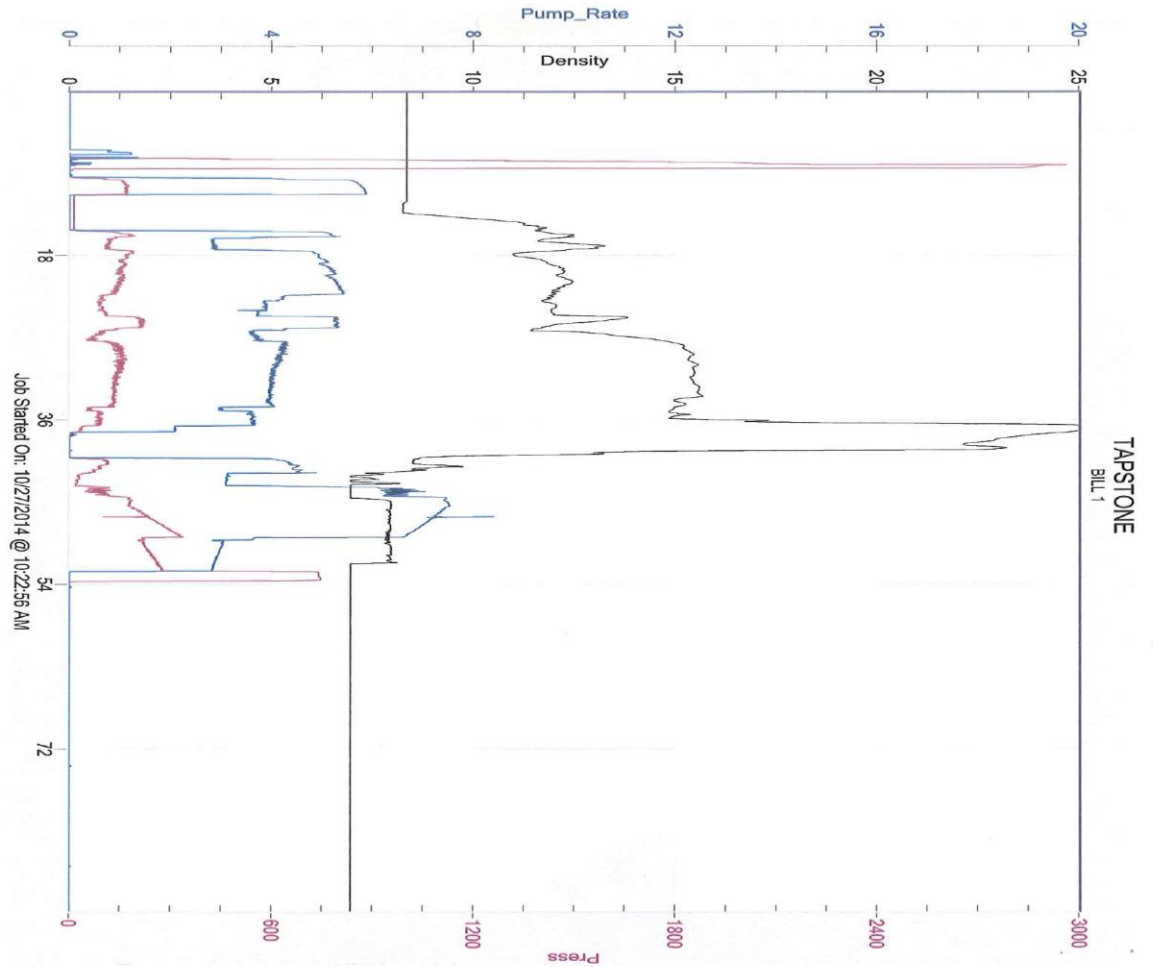 Pump_Rate
0 4 8 12 16 20
Density
0 5 10 15 20 25
TAPSTONE
BILL 1
18
36
54
72
Job Started On: 10/27/2014 @ 10:22:56 AM
0 600 1200 1800 2400 3000
Press